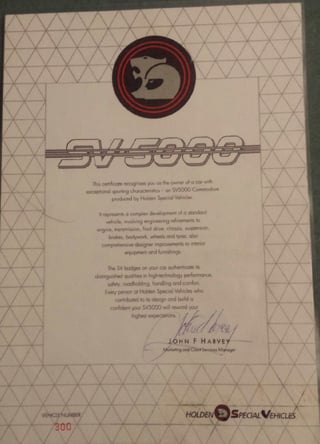 SV5000
This certificate recognizes you as the owner of a car with
exceptional sporting characteristics – an SV5000 Commodore
produced by Holden Special Vehicles.
It represents a complex development of a standard
vehicle, involving engineering refinements to
engine, transmission, final drive, chassis, suspension,
brakes, bodywork, wheels and tyres; also
comprehensive designer improvements to interior
equipment and furnishings.
The SV badges on your car authenticate its
distinguished qualities in high-technology performance,
safety, roadholding, handling and comfort.
Every person at Holden Special Vehicles who
contributed to its design and build is
confident your SV5000 will reward your
highest expectations.
JOHN F HARVEY
Marketing and Client Services Manager
VEHICLE NUMBER
200
HOLDEN SPECIAL VEHICLES